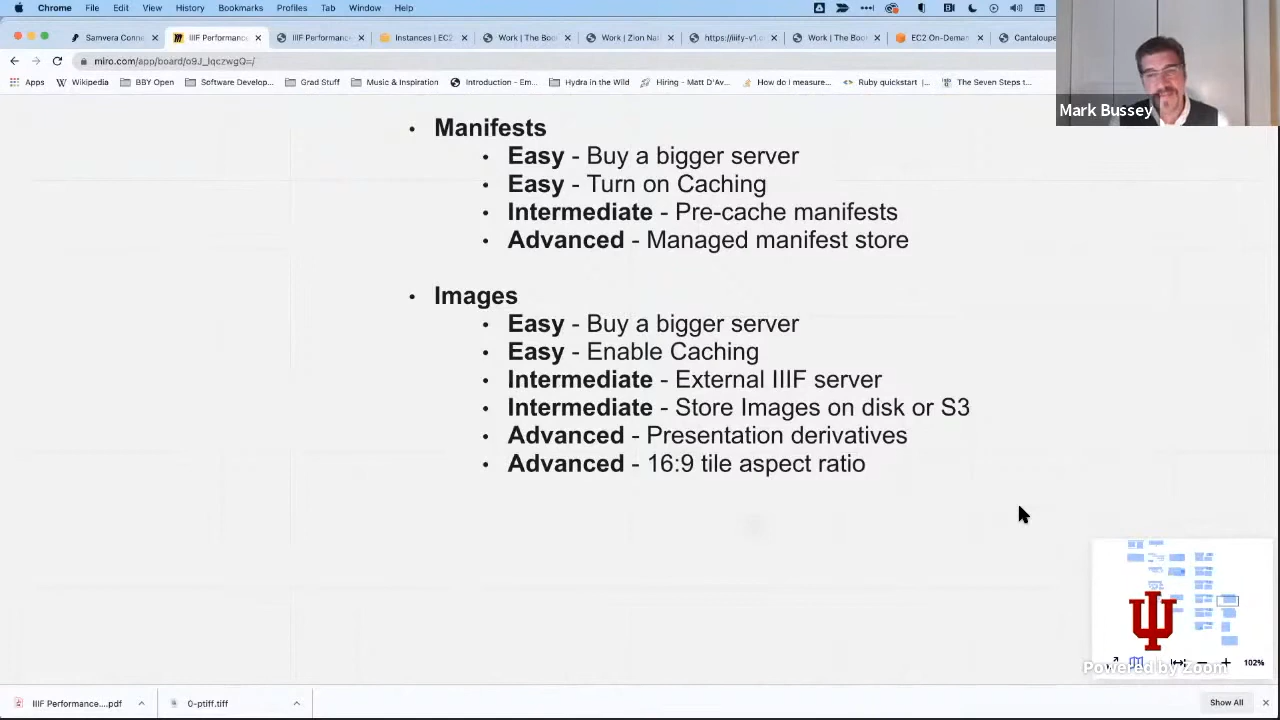 Chrome File Edit View History Bookmarks Profiles Tab Window Help
Samvera Conne
IIIF Performanc
IIIF Performanc
Instances | EC2
Work | The Boo
Work | Zion Nat
https://iiify-v1.c
Work | The Boo
EC2 On-Deman
Cantaloupe
miro.com/app/board/o9J_lqczwgQ=/
Apps Wikipedia BBY Open Software Develop... Grad Stuff Music & Inspiration Introduction - Em... Hydra in the Wild Hiring - Matt D'Av... How do i measure... Ruby quickstart |... The Seven Steps t...
Mark Bussey
• Manifests
• Easy - Buy a bigger server
• Easy - Turn on Caching
• Intermediate - Pre-cache manifests
• Advanced - Managed manifest store
• Images
• Easy - Buy a bigger server
• Easy - Enable Caching
• Intermediate - External IIIF server
• Intermediate - Store Images on disk or S3
• Advanced - Presentation derivatives
• Advanced - 16:9 tile aspect ratio
Powered by Zoom
102%
IIIF Performance....pdf
0-ptiff.tiff
Show All